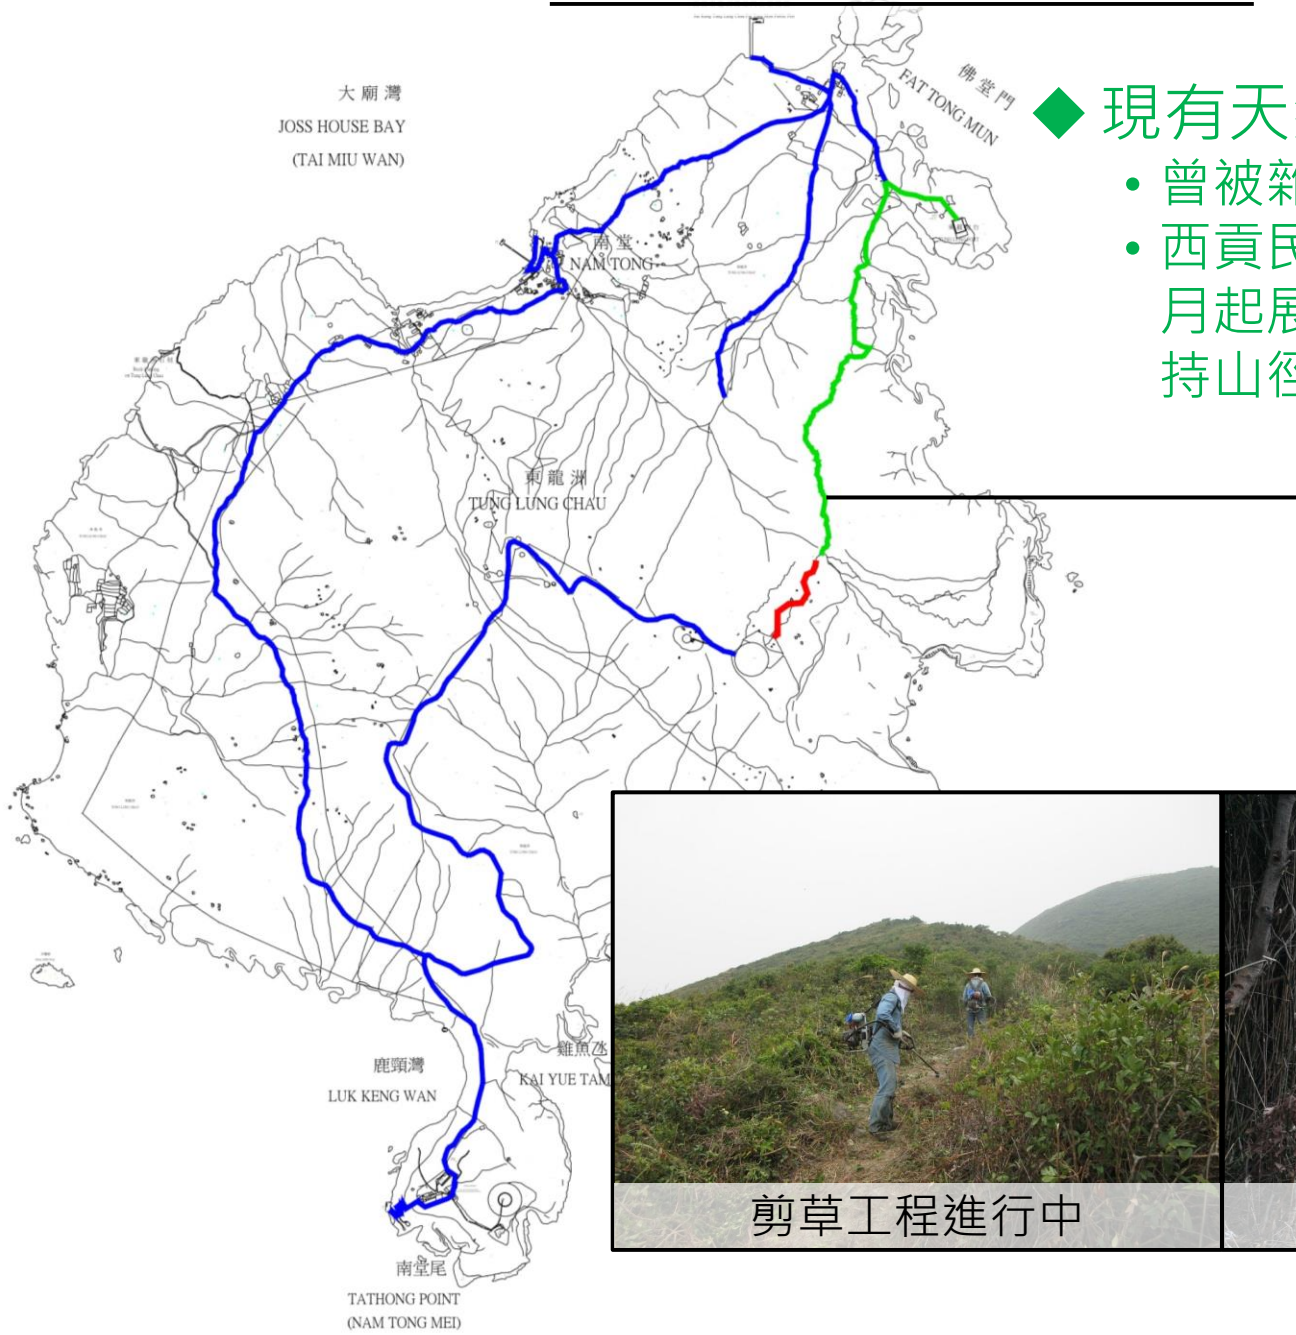 大廟灣
JOSS HOUSE BAY
(TAI MIU WAN)
佛堂門
FAT TONG MUN
◆ 現有天
• 曾被雜
• 西貢民
月起展
持山徑
南堂
NAM TONG
東龍洲
TUNG LUNG CHAU
鹿頸灣
LUK KENG WAN
雞魚氹
KAI YUE TAM
南堂尾
TATHONG POINT
(NAM TONG MEI)
剪草工程進行中